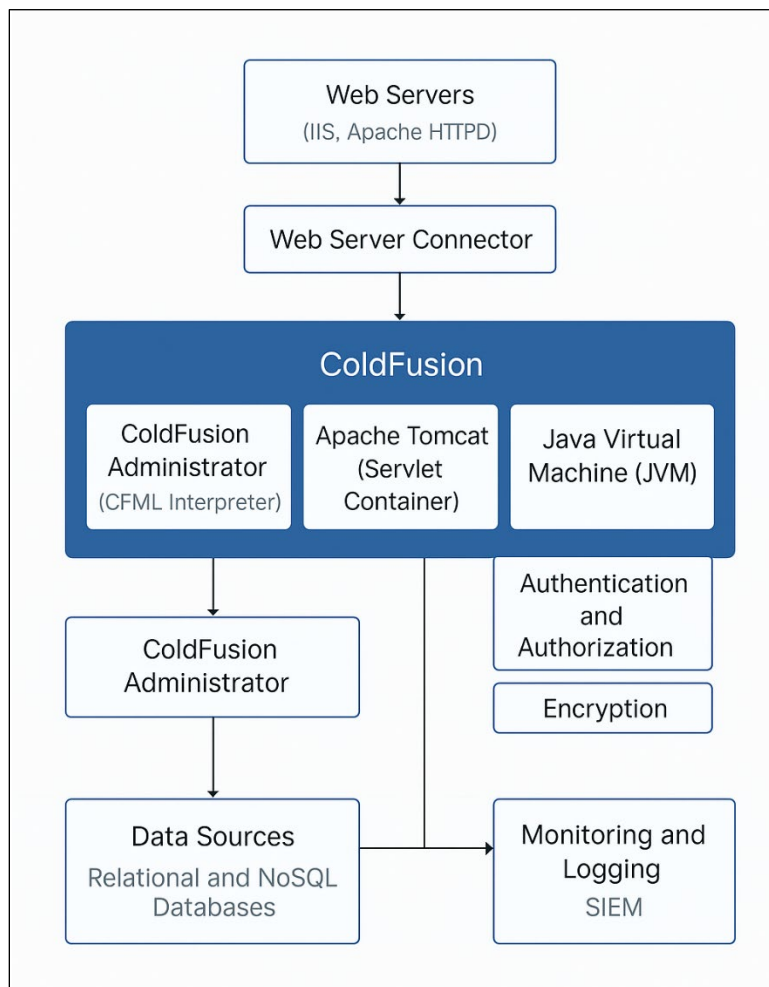 Web Servers
(IIS, Apache HTTPD)
Web Server Connector
ColdFusion
ColdFusion
Administrator
(CFML Interpreter)
Apache Tomcat
(Servlet
Container)
Java Virtual
Machine (JVM)
ColdFusion
Administrator
Authentication
and
Authorization
Encryption
Data Sources
Relational and NoSQL
Databases
Monitoring and
Logging
SIEM